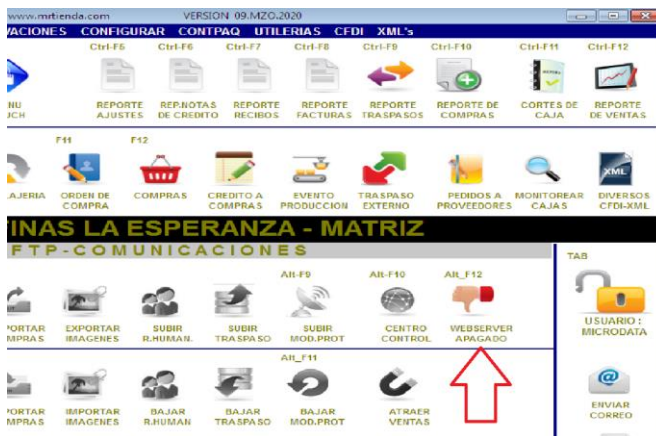 www.mrtienda.com VERSION 09.MZO.2020
VACIONES CONFIGURAR CONTPAQ UTILERIAS CFDI XML's
Ctrl-F5 Ctrl-F6 Ctrl-F7 Ctrl-F8 Ctrl-F9 Ctrl-F10 Ctrl-F11 Ctrl-F12
NU REPORTE REP.NOTAS REPORTE REPORTE REPORTE REPORTE DE CORTES DE REPORTE
UCH AJUSTES DE CREDITO RECIBOS FACTURAS TRASPASOS COMPRAS CAJA DE VENTAS
F11 F12
XML
AJERIA ORDEN DE COMPRAS CREDITO A EVENTO TRASPASO PEDIDOS A MONITOREAR DIVERSOS
COMPRA COMPRAS PRODUCCION EXTERNO PROVEEDORES CAJAS CFDI-XML
TINAS LA ESPERANZA - MATRIZ
FTP-COMUNICACIONES
TAB
Alt-F9 Alt-F10 Alt_F12
PORTAR EXPORTAR SUBIR SUBIR SUBIR CENTRO WEBSERVER
MPRAS IMAGENES R.HUMAN. TRASPASO MOD.PROT CONTROL APAGADO
USUARIO :
MICRODATA
Alt_F11
PORTAR IMPORTAR BAJAR BAJAR BAJAR ATRAER
MPRAS IMAGENES R.HUMAN TRASPASO MOD.PROT VENTAS
ENVIAR
CORREO